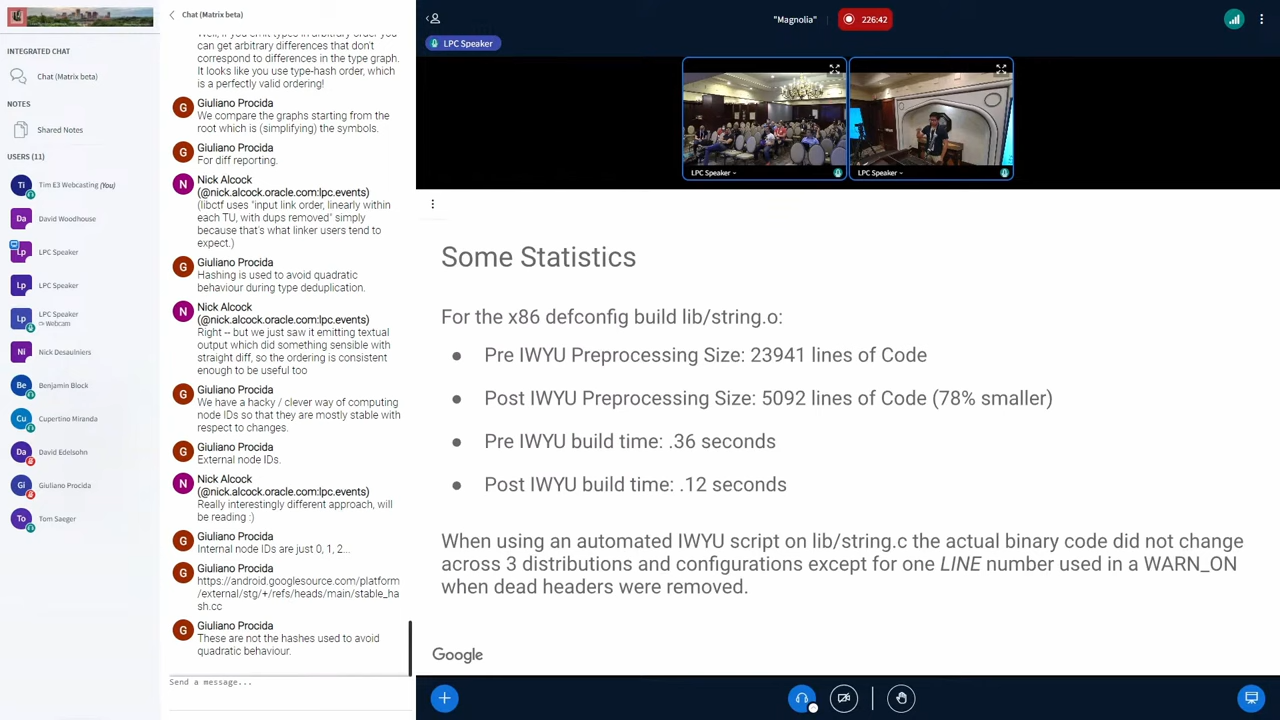 INTEGRATED CHAT
Chat (Matrix beta)
NOTES
Shared Notes
USERS (11)
Ti
Tim E3 Webcasting (You)
Da
David Woodhouse
Lp
LPC Speaker
Lp
LPC Speaker
Lp
LPC Speaker
Webcam
Ni
Nick Desaulniers
Be
Benjamin Block
Cu
Cupertino Miranda
Da
David Edelsohn
Gi
Giuliano Procida
To
Tom Saeger
Chat (Matrix beta)
Well, if you emit types in arbitrary order you
can get arbitrary differences that don't
correspond to differences in the type graph.
It looks like you use type-hash order, which
is a perfectly valid ordering!
G
Giuliano Procida
We compare the graphs starting from the
root which is (simplifying) the symbols.
G
Giuliano Procida
For diff reporting.
N
Nick Alcock
(@nick.alcock.oracle.com:lpc.events)
(libctf uses "input link order, linearly within
each TU, with dups removed" simply
because that's what linker users tend to
expect.)
G
Giuliano Procida
Hashing is used to avoid quadratic
behaviour during type deduplication.
N
Nick Alcock
(@nick.alcock.oracle.com:lpc.events)
Right -- but we just saw it emitting textual
output which did something sensible with
straight diff, so the ordering is consistent
enough to be useful too
G
Giuliano Procida
We have a hacky / clever way of computing
node IDs so that they are mostly stable with
respect to changes.
G
Giuliano Procida
External node IDs.
N
Nick Alcock
(@nick.alcock.oracle.com:lpc.events)
Really interestingly different approach, will
be reading :)
G
Giuliano Procida
Internal node IDs are just 0, 1, 2...
G
Giuliano Procida
https://android.googlesource.com/platform
/external/stg/+/refs/heads/main/stable_ha
sh.cc
G
Giuliano Procida
These are not the hashes used to avoid
quadratic behaviour.
Send a message...
"Magnolia"
226:42
LPC Speaker
LPC Speaker
LPC Speaker
Some Statistics
For the x86 defconfig build lib/string.o:
● Pre IWYU Preprocessing Size: 23941 lines of Code
● Post IWYU Preprocessing Size: 5092 lines of Code (78% smaller)
● Pre IWYU build time: .36 seconds
● Post IWYU build time: .12 seconds
When using an automated IWYU script on lib/string.c the actual binary code did not change
across 3 distributions and configurations except for one LINE number used in a WARN_ON
when dead headers were removed.
Google